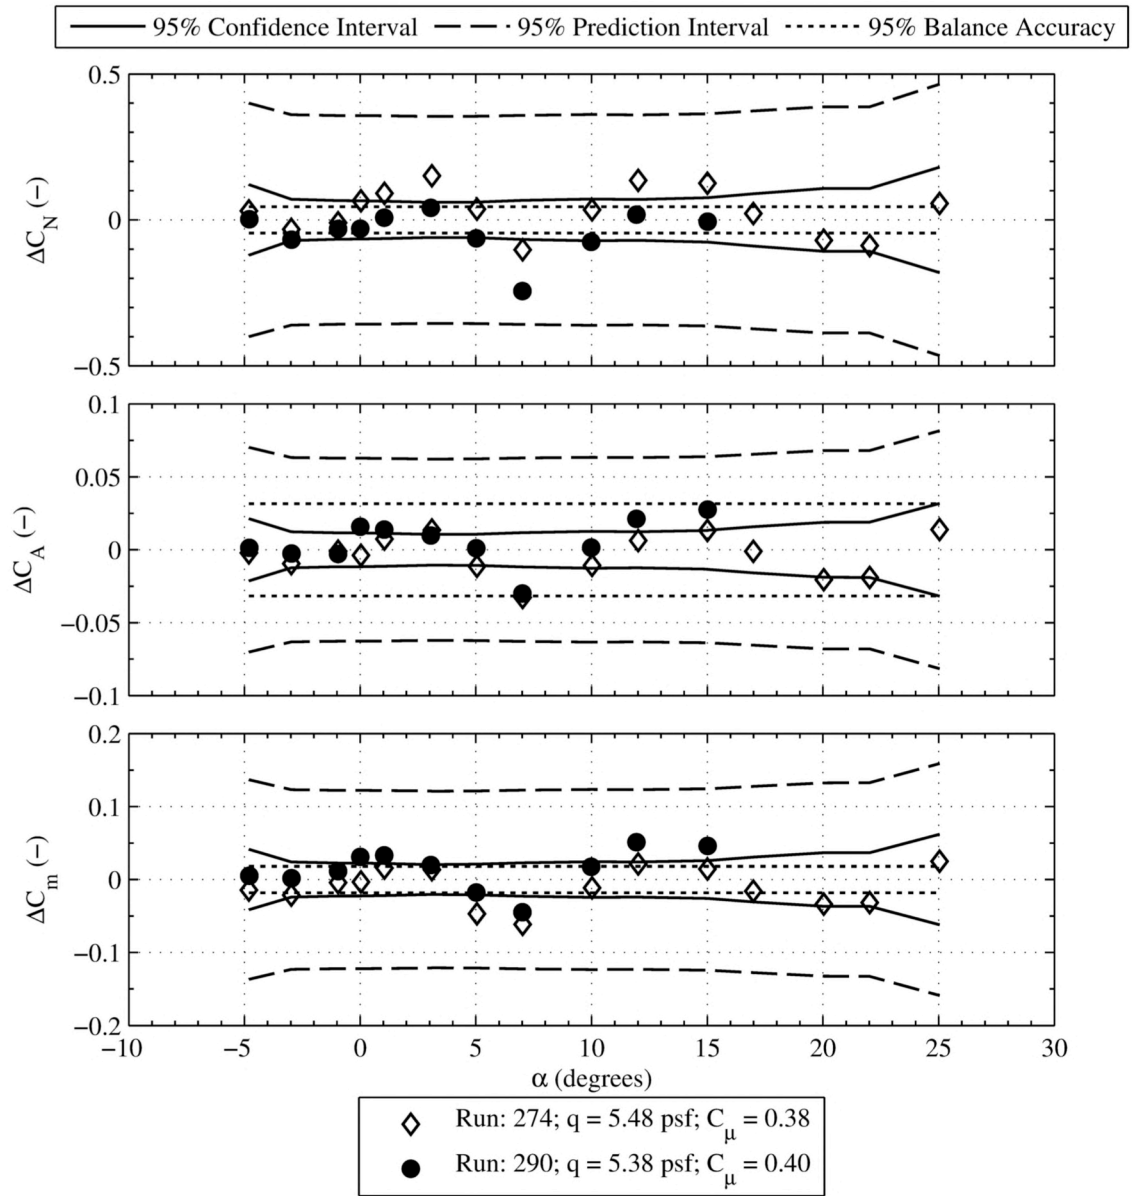 95% Confidence Interval 95% Prediction Interval 95% Balance Accuracy
0.5
0
−0.5
ΔC_N (−)
0.1
0.05
0
−0.05
−0.1
ΔC_A (−)
0.2
0.1
0
−0.1
−0.2
ΔC_m (−)
−10 −5 0 5 10 15 20 25 30
α (degrees)
Run: 274; q = 5.48 psf; C_μ = 0.38
Run: 290; q = 5.38 psf; C_μ = 0.40